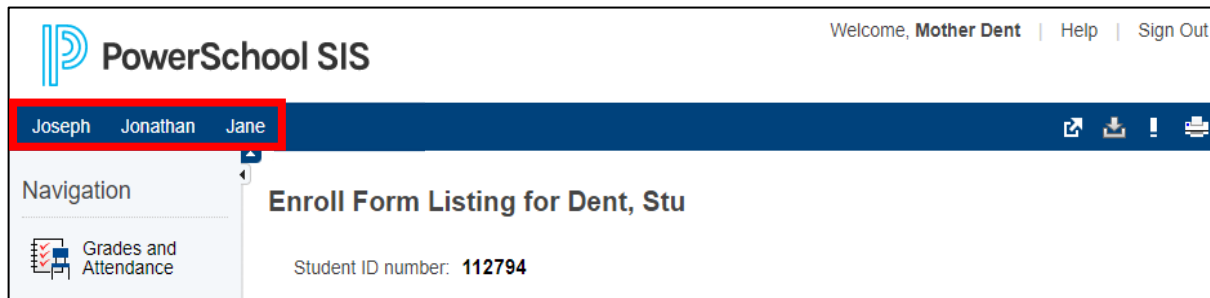 Welcome, Mother Dent | Help | Sign Out
PowerSchool SIS
Joseph Jonathan Jane
Navigation
Enroll Form Listing for Dent, Stu
Grades and
Attendance
Student ID number: 112794